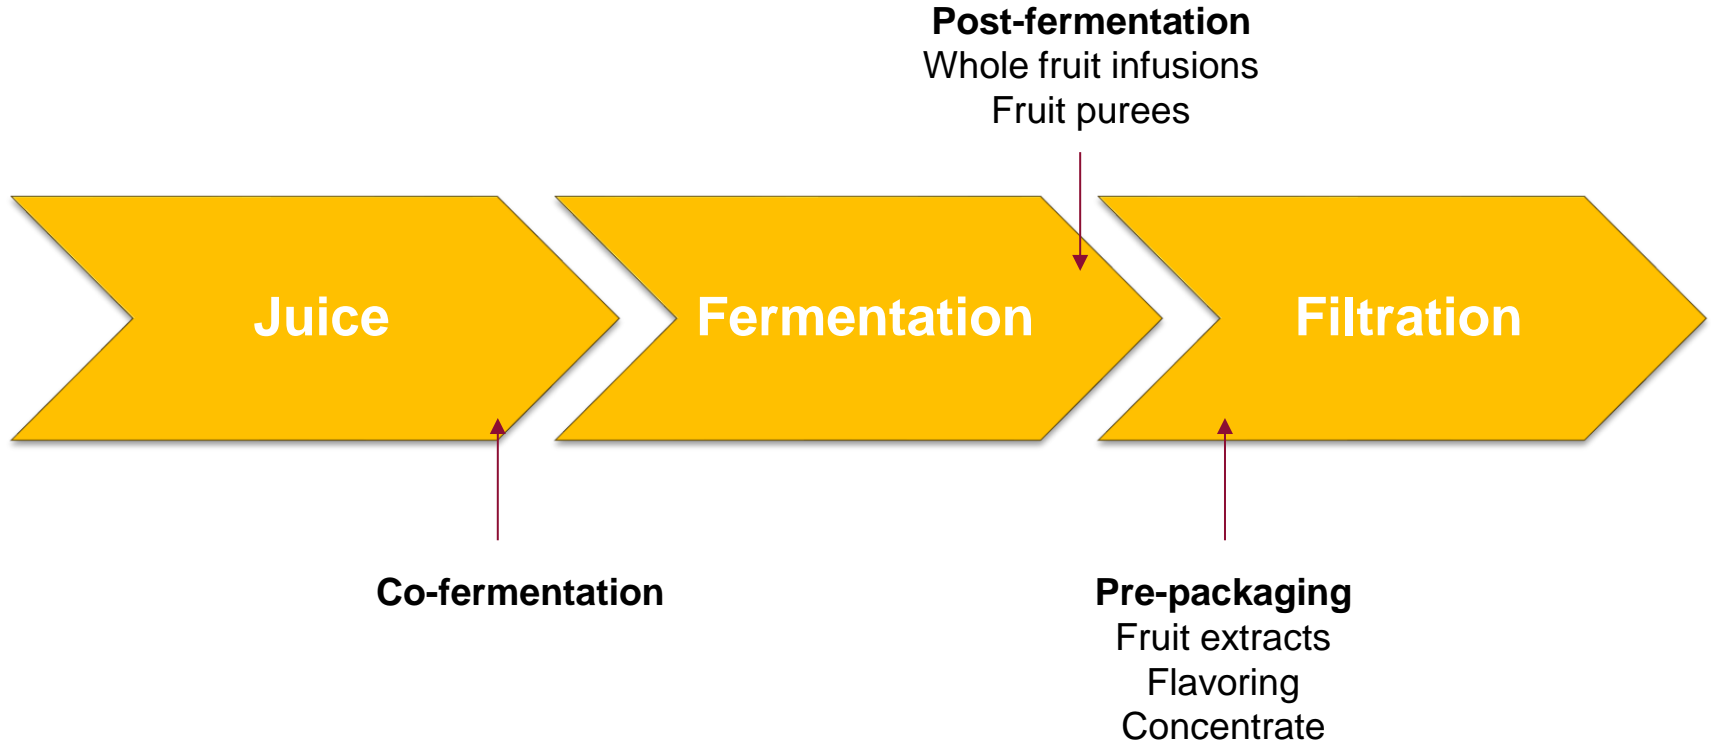 Post-fermentation
Whole fruit infusions
Fruit purees
Juice
Fermentation
Filtration
Co-fermentation
Pre-packaging
Fruit extracts
Flavoring
Concentrate